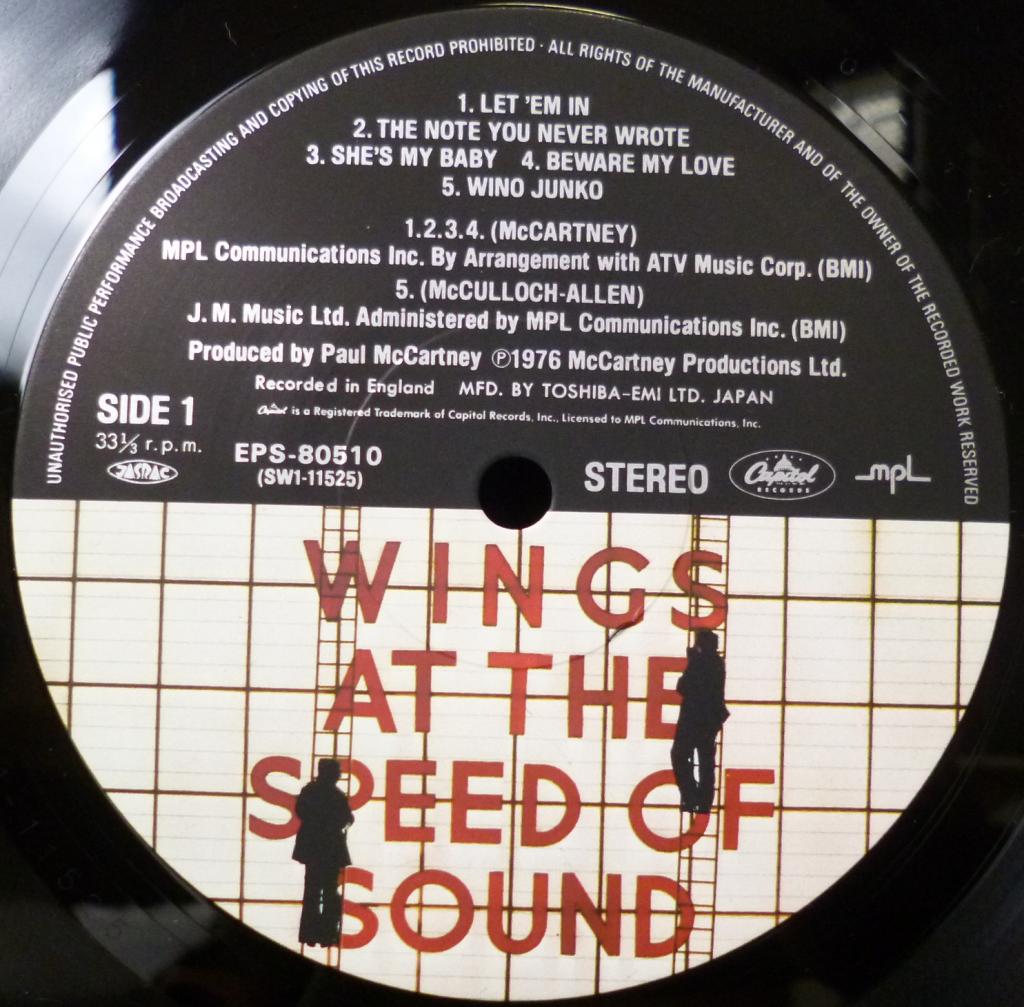 UNAUTHORISED PUBLIC PERFORMANCE BROADCASTING AND COPYING OF THIS RECORD PROHIBITED · ALL RIGHTS OF THE MANUFACTURER AND OF THE OWNER OF THE RECORDED WORK RESERVED
1. LET 'EM IN
2. THE NOTE YOU NEVER WROTE
3. SHE'S MY BABY 4. BEWARE MY LOVE
5. WINO JUNKO
1.2.3.4. (McCARTNEY)
MPL Communications Inc. By Arrangement with ATV Music Corp. (BMI)
5. (McCULLOCH-ALLEN)
J. M. Music Ltd. Administered by MPL Communications Inc. (BMI)
Produced by Paul McCartney ℗1976 McCartney Productions Ltd.
Recorded in England MFD. BY TOSHIBA-EMI LTD. JAPAN
Capitol is a Registered Trademark of Capitol Records, Inc., Licensed to MPL Communications, Inc.
SIDE 1
33⅓ r.p.m.
JASRAC
EPS-80510
(SW1-11525)
STEREO
Capitol
RECORDS
mpl
WINGS
AT THE
SPEED OF
SOUND